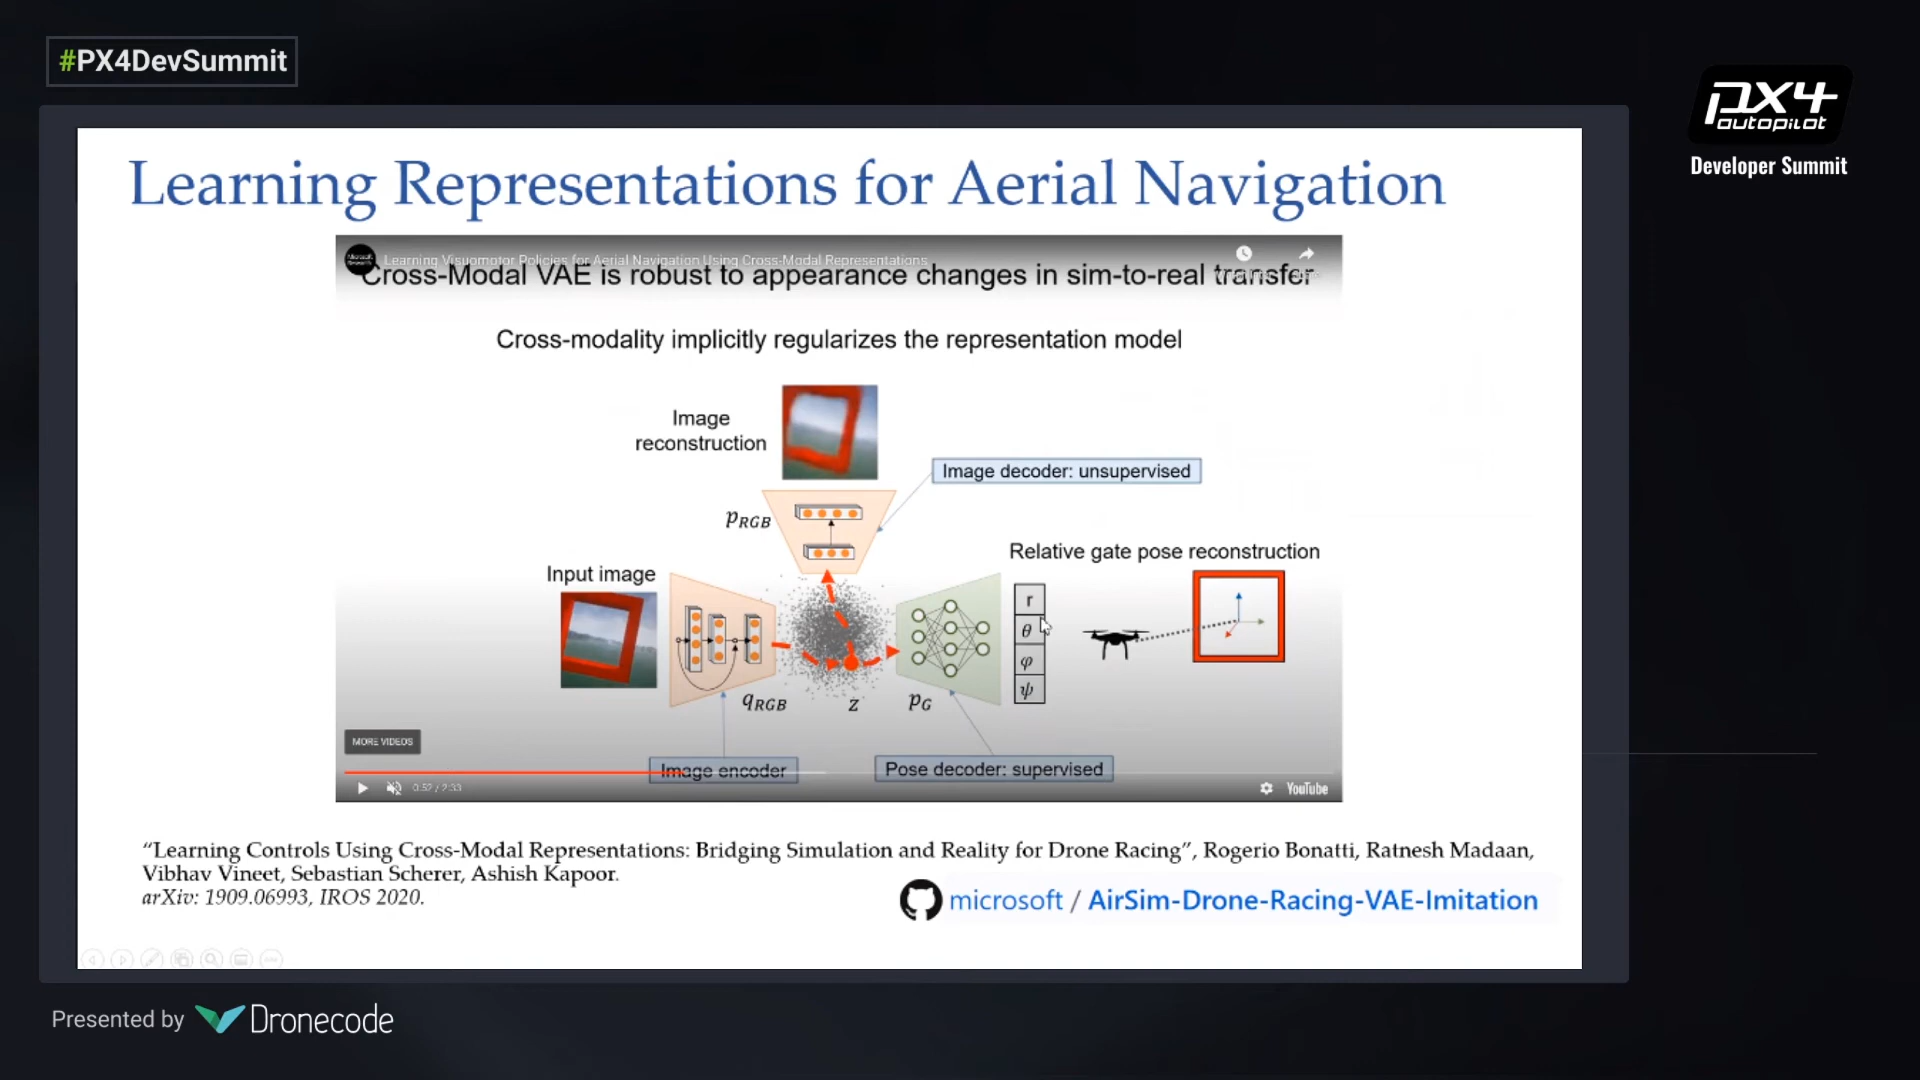 #PX4DevSummit
PX4
autopilot
Developer Summit
Learning Representations for Aerial Navigation
Learning Visuomotor Policies for Aerial Navigation Using Cross-Modal Representations
Cross-Modal VAE is robust to appearance changes in sim-to-real transfer
Cross-modality implicitly regularizes the representation model
Image
reconstruction
Image decoder: unsupervised
pRGB
Relative gate pose reconstruction
Input image
r
θ
φ
ψ
qRGB
z
pG
MORE VIDEOS
Image encoder
Pose decoder: supervised
0:52 / 2:33
YouTube
“Learning Controls Using Cross-Modal Representations: Bridging Simulation and Reality for Drone Racing”, Rogerio Bonatti, Ratnesh Madaan,
Vibhav Vineet, Sebastian Scherer, Ashish Kapoor.
arXiv: 1909.06993, IROS 2020.
microsoft / AirSim-Drone-Racing-VAE-Imitation
Presented by Dronecode